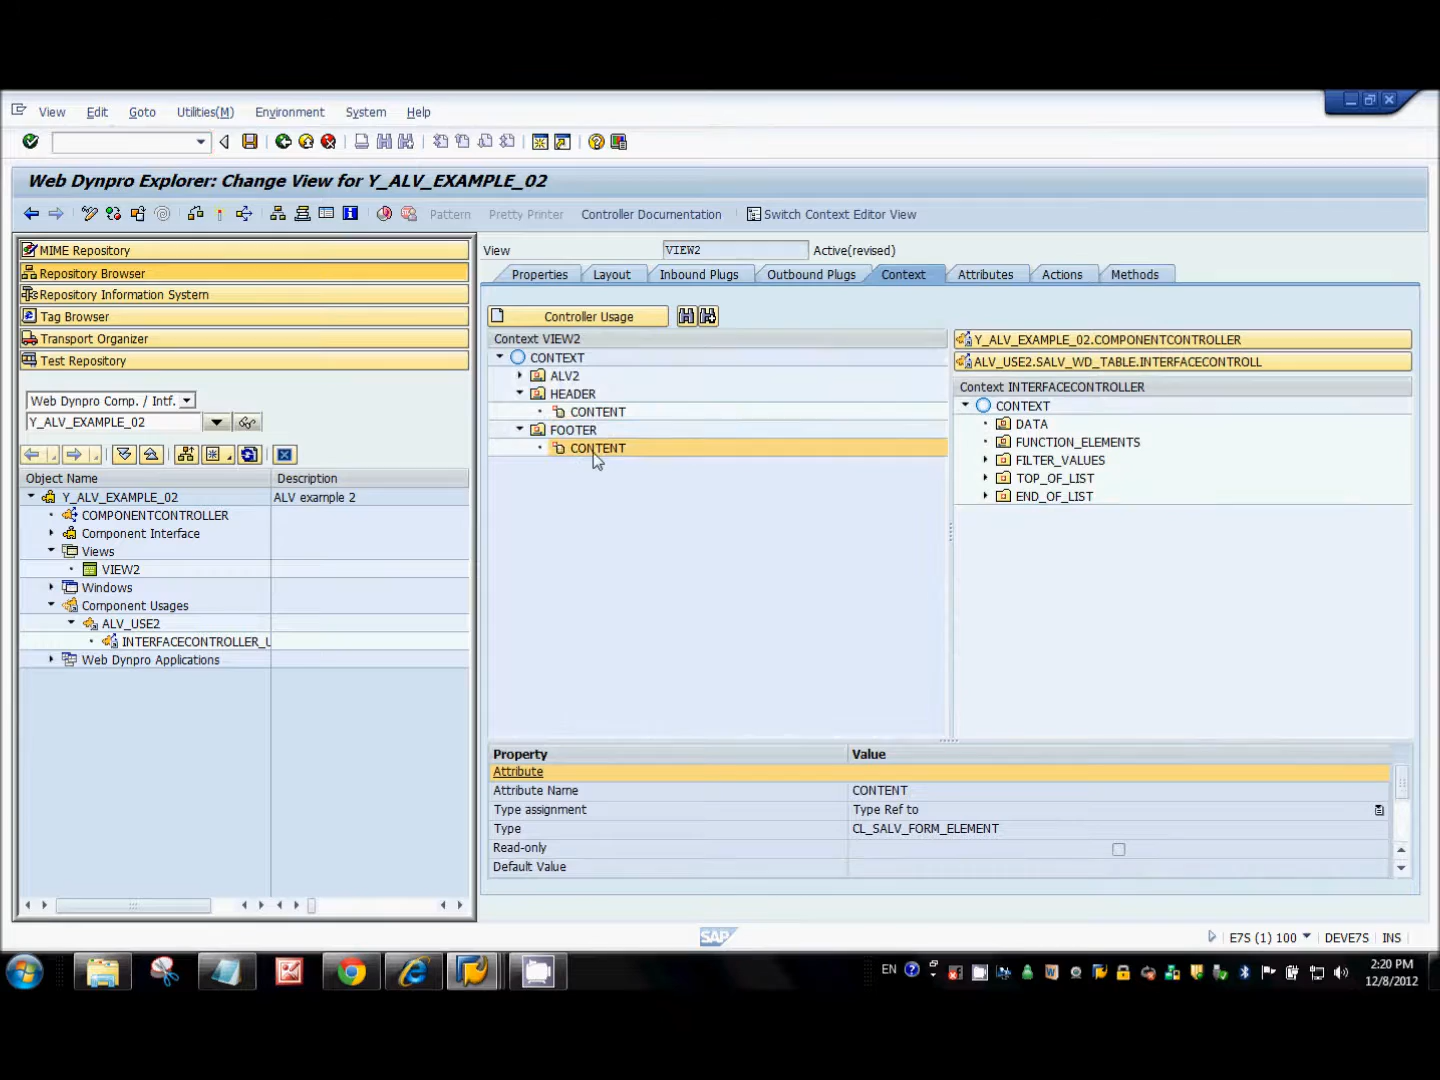 View Edit Goto Utilities(M) Environment System Help
Web Dynpro Explorer: Change View for Y_ALV_EXAMPLE_02
Pattern Pretty Printer Controller Documentation Switch Context Editor View
MIME Repository
Repository Browser
Repository Information System
Tag Browser
Transport Organizer
Test Repository
Web Dynpro Comp. / Intf.
Y_ALV_EXAMPLE_02
Object Name Description
Y_ALV_EXAMPLE_02 ALV example 2
COMPONENTCONTROLLER
Component Interface
Views
VIEW2
Windows
Component Usages
ALV_USE2
INTERFACECONTROLLER_U
Web Dynpro Applications
View VIEW2 Active(revised)
Properties Layout Inbound Plugs Outbound Plugs Context Attributes Actions Methods
Controller Usage
Context VIEW2
CONTEXT
ALV2
HEADER
CONTENT
FOOTER
CONTENT
Y_ALV_EXAMPLE_02.COMPONENTCONTROLLER
ALV_USE2.SALV_WD_TABLE.INTERFACECONTROLL
Context INTERFACECONTROLLER
CONTEXT
DATA
FUNCTION_ELEMENTS
FILTER_VALUES
TOP_OF_LIST
END_OF_LIST
Property Value
Attribute
Attribute Name CONTENT
Type assignment Type Ref to
Type CL_SALV_FORM_ELEMENT
Read-only
Default Value
SAP
E7S (1) 100 DEVE7S INS
EN 2:20 PM
12/8/2012